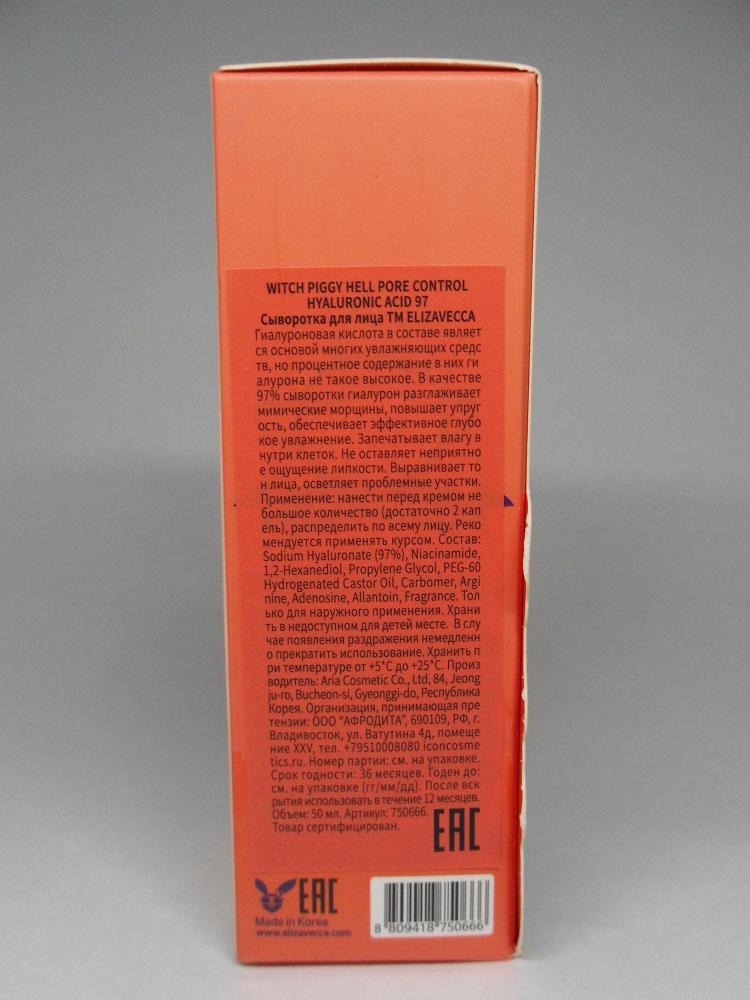 WITCH PIGGY HELL PORE CONTROL
HYALURONIC ACID 97
Сыворотка для лица ТМ ELIZAVECCA
Гиалуроновая кислота в составе являет
ся основой многих увлажняющих средс
тв, но процентное содержание в них ги
алурона не такое высокое. В качестве
97% сыворотки гиалурон разглаживает
мимические морщины, повышает упруг
ость, обеспечивает эффективное глубо
кое увлажнение. Запечатывает влагу в
нутри клеток. Не оставляет неприятно
е ощущение липкости. Выравнивает то
н лица, осветляет проблемные участки.
Применение: нанести перед кремом не
большое количество (достаточно 2 кап
ель), распределить по всему лицу. Реко
мендуется применять курсом. Состав:
Sodium Hyaluronate (97%), Niacinamide,
1,2-Hexanediol, Propylene Glycol, PEG-60
Hydrogenated Castor Oil, Carbomer, Argi
nine, Adenosine, Allantoin, Fragrance. Тол
ько для наружного применения. Храни
ть в недоступном для детей месте. В слу
чае появления раздражения немедленн
о прекратить использование. Хранить п
ри температуре от +5°C до +25°C. Произ
водитель: Aria Cosmetic Co., Ltd, 84, Jeong
ju-ro, Bucheon-si, Gyeonggi-do, Республика
Корея. Организация, принимающая пре
тензии: ООО "АФРОДИТА", 690109, РФ, г.
Владивосток, ул. Ватутина 4д, помеще
ние XXV, тел. +79510008080 iconcosme
tics.ru. Номер партии: см. на упаковке.
Срок годности: 36 месяцев. Годен до:
см. на упаковке (гг/мм/дд). После вск
рытия использовать в течение 12 месяцев.
Объем: 50 мл. Артикул: 750666.
Товар сертифицирован.
EAC
EAC
Made in Korea
www.elizavecca.com
8 809418 750666